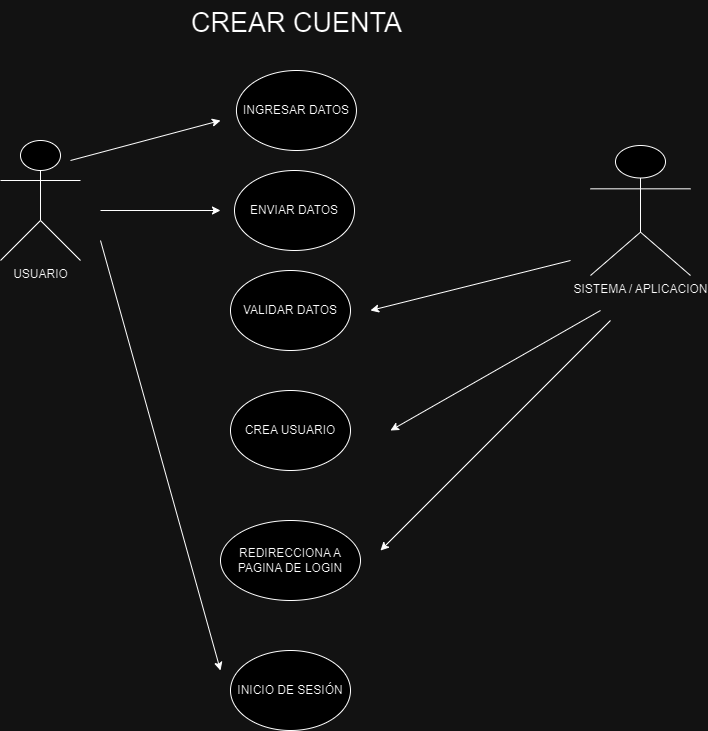 CREAR CUENTA
INGRESAR DATOS
ENVIAR DATOS
USUARIO
VALIDAR DATOS
SISTEMA / APLICACION
CREA USUARIO
REDIRECCIONA A
PAGINA DE LOGIN
INICIO DE SESIÓN